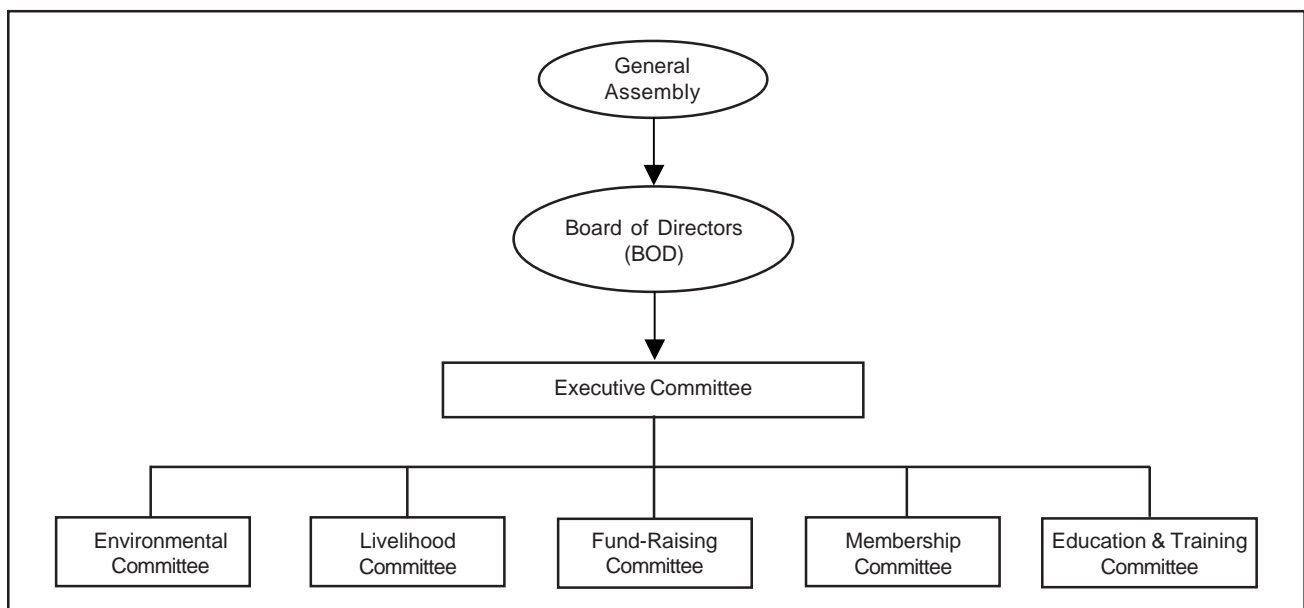 General
Assembly
Board of Directors
(BOD)
Executive Committee
Environmental
Committee
Livelihood
Committee
Fund-Raising
Committee
Membership
Committee
Education & Training
Committee